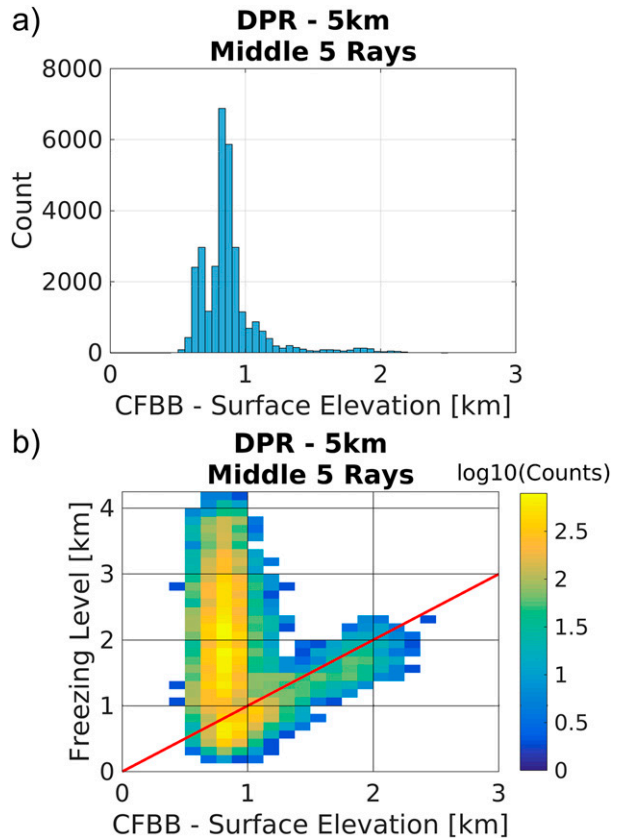 a)
DPR - 5km
Middle 5 Rays
8000
6000
4000
2000
0
Count
0 1 2 3
CFBB - Surface Elevation [km]
b)
DPR - 5km
Middle 5 Rays
log10(Counts)
4
3
2
1
0
Freezing Level [km]
0 1 2 3
CFBB - Surface Elevation [km]
2.5
2
1.5
1
0.5
0